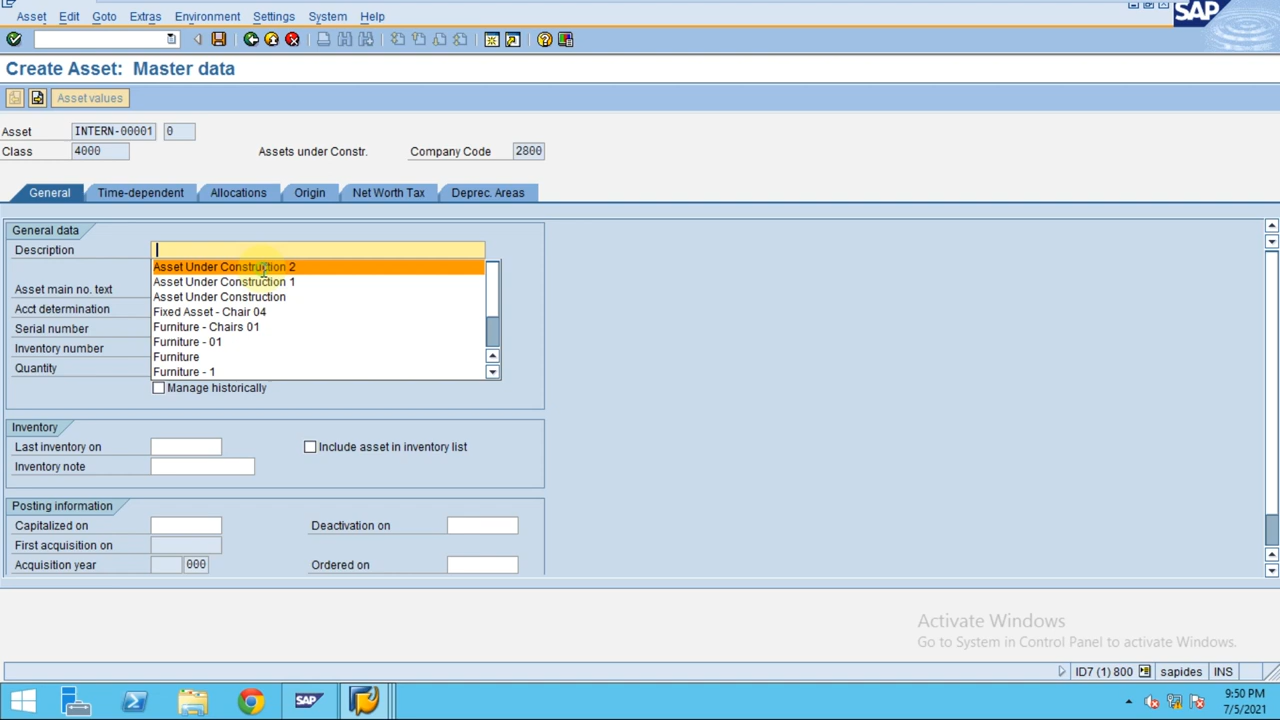 Asset Edit Goto Extras Environment Settings System Help
SAP
Create Asset: Master data
Asset values
Asset INTERN-00001 0
Class 4000 Assets under Constr. Company Code 2800
General Time-dependent Allocations Origin Net Worth Tax Deprec. Areas
General data
Description
Asset Under Construction 2
Asset Under Construction 1
Asset main no. text
Asset Under Construction
Acct determination
Fixed Asset - Chair 04
Serial number
Furniture - Chairs 01
Inventory number
Furniture - 01
Furniture
Quantity
Furniture - 1
Manage historically
Inventory
Last inventory on Include asset in inventory list
Inventory note
Posting information
Capitalized on Deactivation on
First acquisition on
Acquisition year 000 Ordered on
Activate Windows
Go to System in Control Panel to activate Windows.
ID7 (1) 800 sapides INS
SAP
9:50 PM
7/5/2021